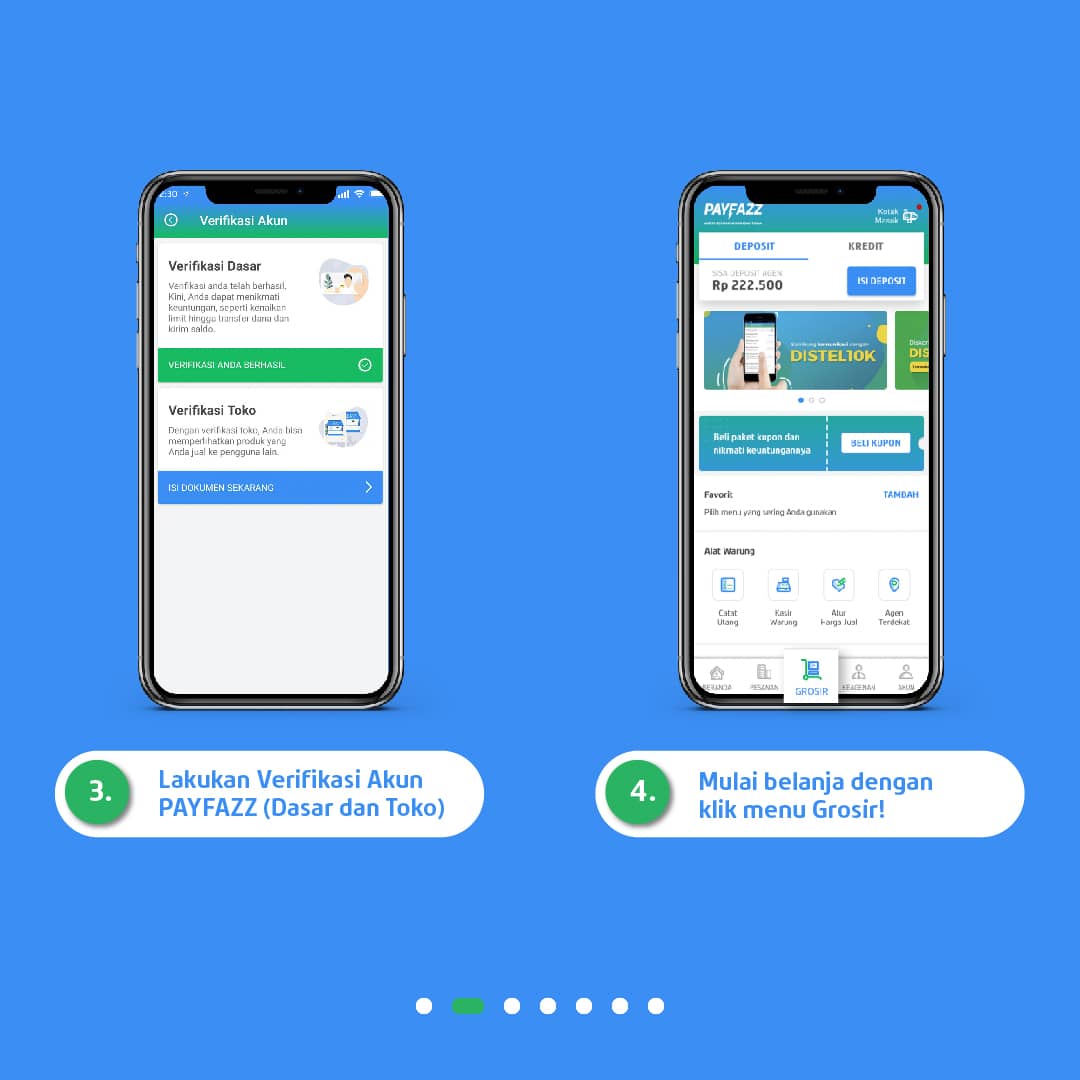 2:30
Verifikasi Akun
Verifikasi Dasar
Verifikasi anda telah berhasil.
Kini, Anda dapat menikmati
keuntungan, seperti kenaikan
limit hingga transfer dana dan
kirim saldo.
VERIFIKASI ANDA BERHASIL
Verifikasi Toko
Dengan verifikasi toko, Anda bisa
memperlihatkan produk yang
Anda jual ke pengguna lain.
ISI DOKUMEN SEKARANG
3.
Lakukan Verifikasi Akun
PAYFAZZ (Dasar dan Toko)
PAYFAZZ
Kotak
Masuk
DEPOSIT
KREDIT
SISA DEPOSIT AGEN
Rp 222.500
ISI DEPOSIT
komunikasi dengan
DISTEL10K
DIS
Beli paket kupon dan
nikmati keuntungannya
BELI KUPON
Favorit
TAMBAH
Pilih menu yang sering Anda gunakan
Alat Warung
Catat
Utang
Kasir
Warung
Atur
Harga Jual
Agen
Terdekat
BERANDA
PESANAN
GROSIR
KEAGENAN
AKUN
4.
Mulai belanja dengan
klik menu Grosir!